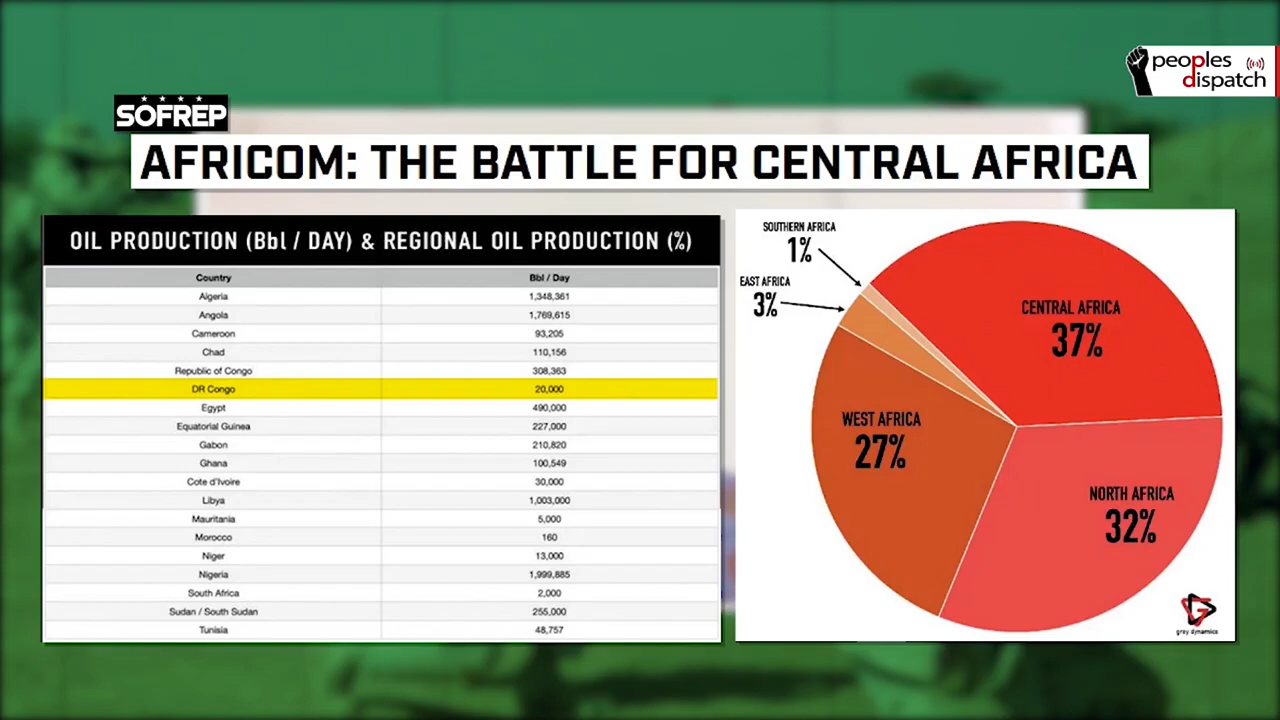 peoples
dispatch
SOFREP
AFRICOM: THE BATTLE FOR CENTRAL AFRICA
OIL PRODUCTION (Bbl / DAY) & REGIONAL OIL PRODUCTION (%)
Country Bbl / Day
Algeria 1,348,361
Angola 1,769,615
Cameroon 93,205
Chad 110,156
Republic of Congo 308,363
DR Congo 20,000
Egypt 490,000
Equatorial Guinea 227,000
Gabon 210,820
Ghana 100,549
Cote d'Ivoire 30,000
Libya 1,003,000
Mauritania 5,000
Morocco 160
Niger 13,000
Nigeria 1,999,885
South Africa 2,000
Sudan / South Sudan 255,000
Tunisia 48,757
SOUTHERN AFRICA
1%
EAST AFRICA
3%
CENTRAL AFRICA
37%
WEST AFRICA
27%
NORTH AFRICA
32%
grey dynamics